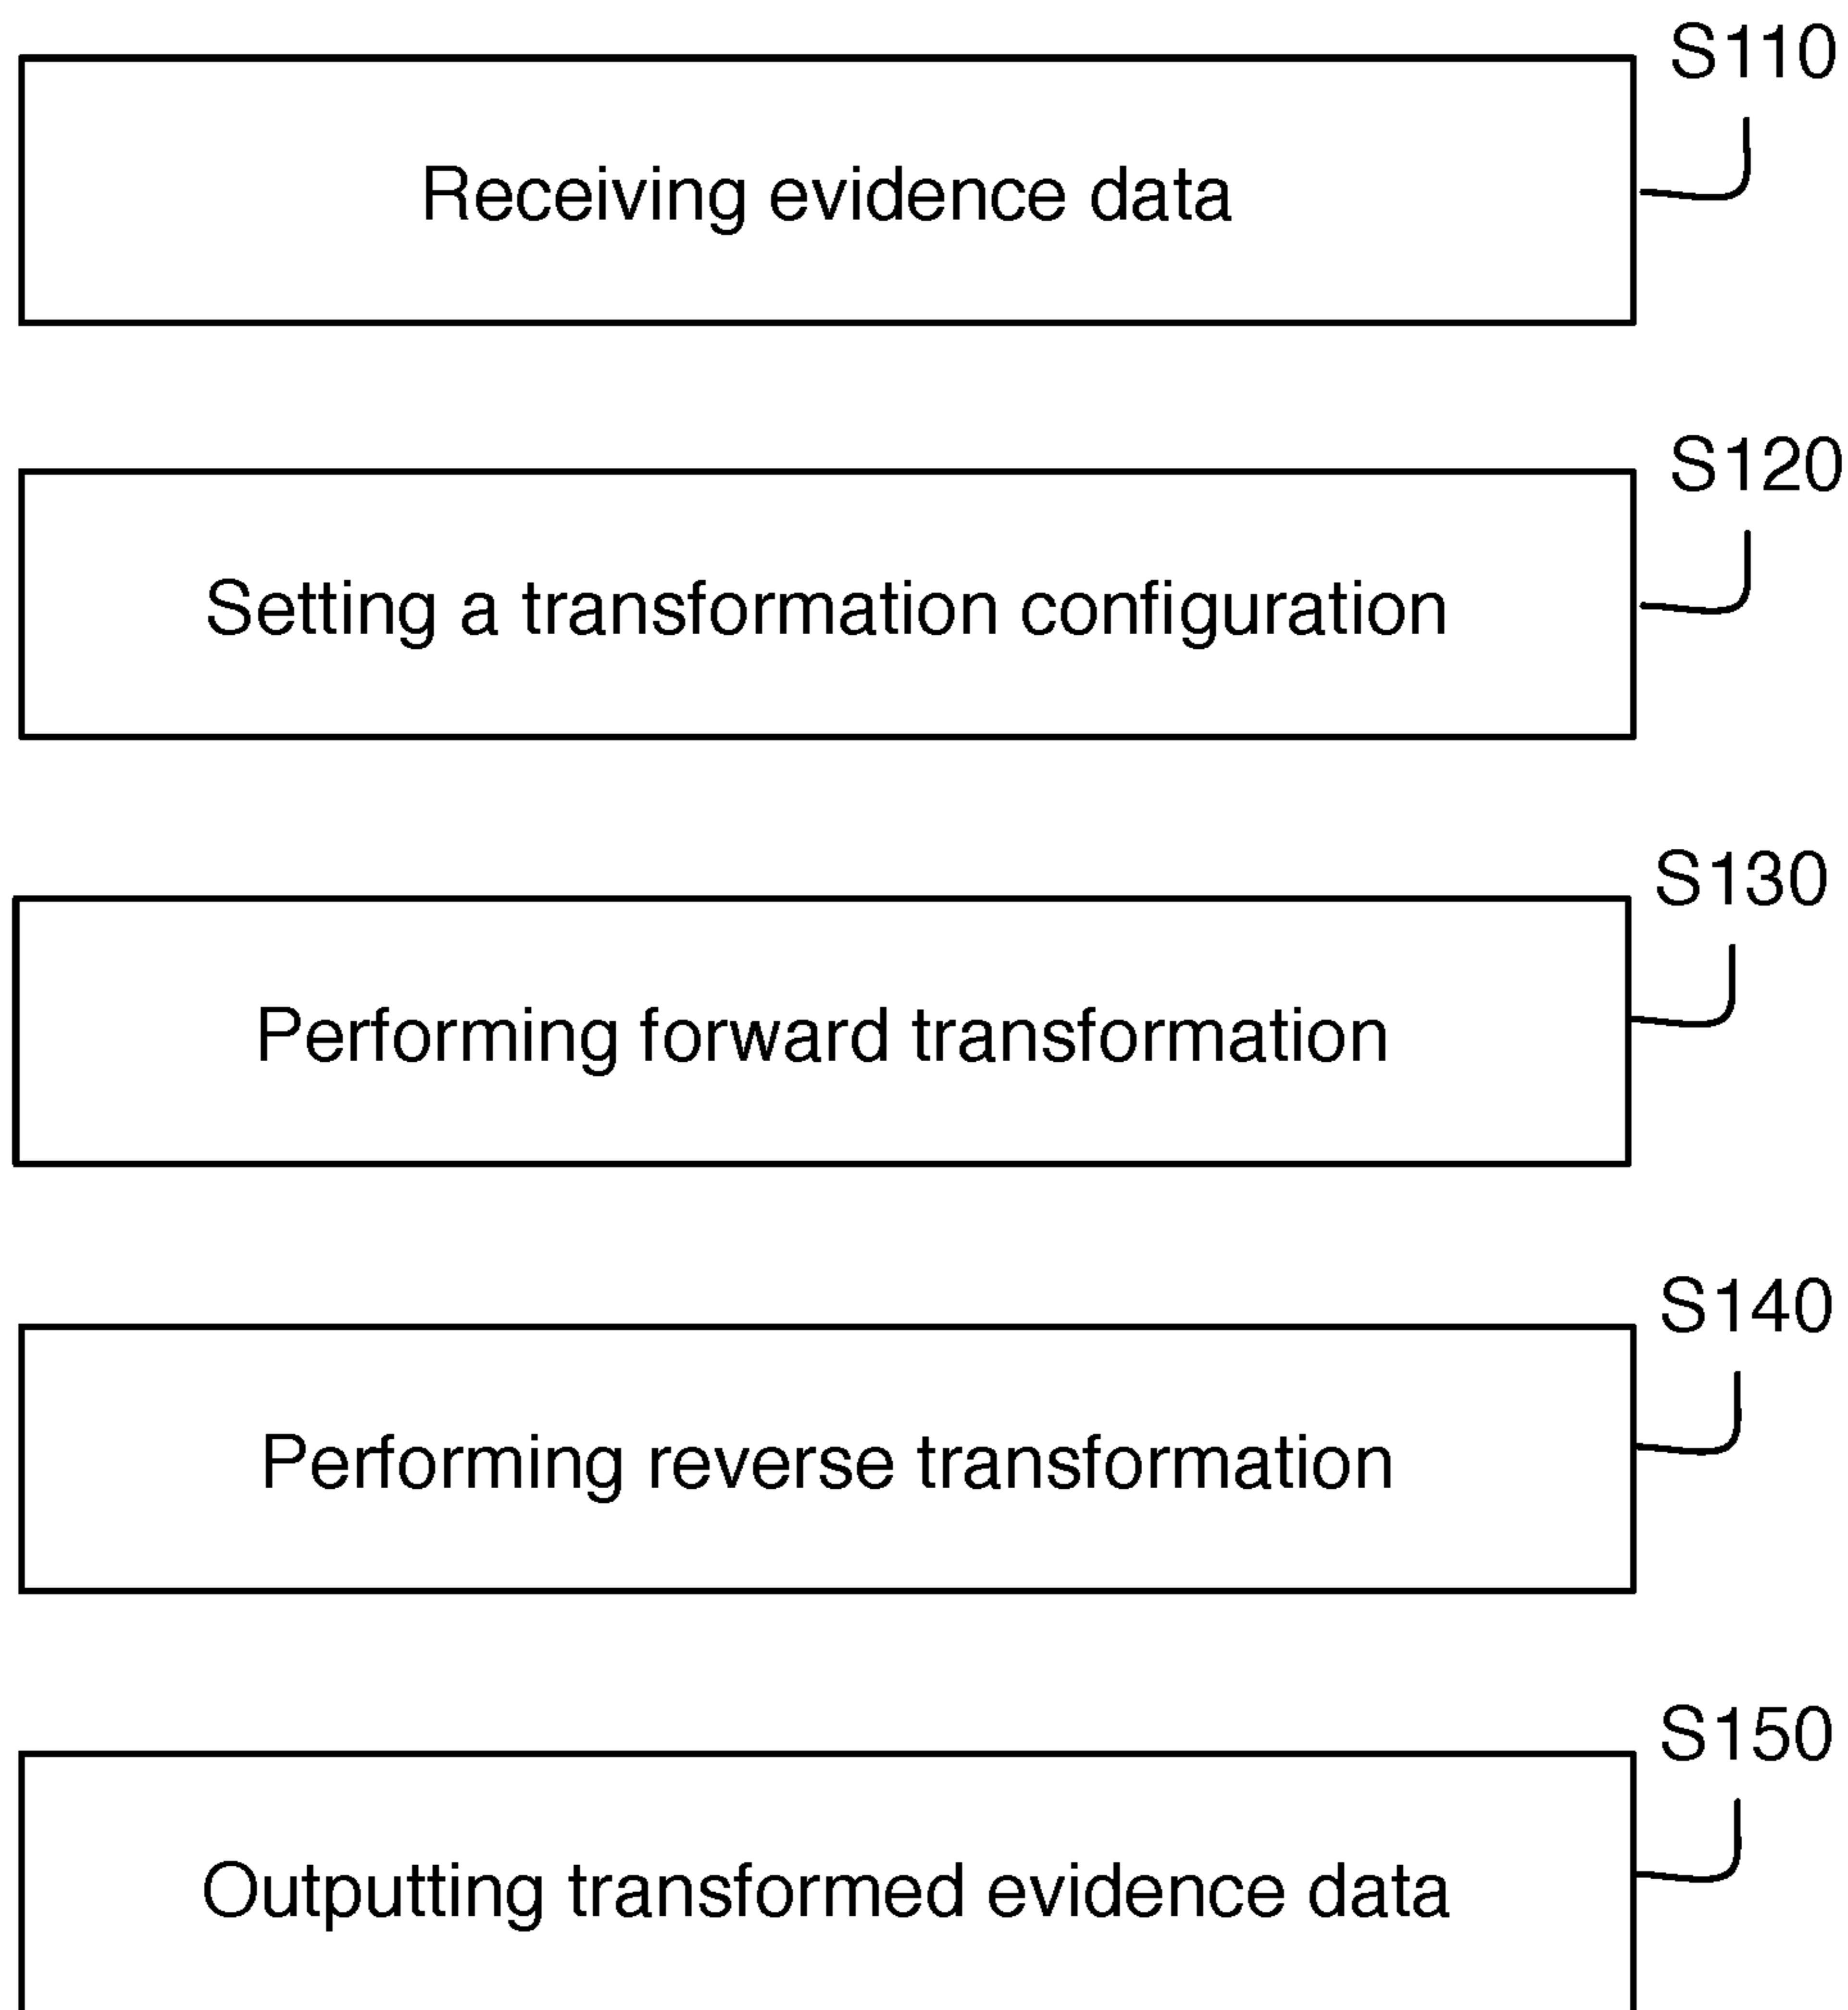 S110
Receiving evidence data
S120
Setting a transformation configuration
S130
Performing forward transformation
S140
Performing reverse transformation
S150
Outputting transformed evidence data